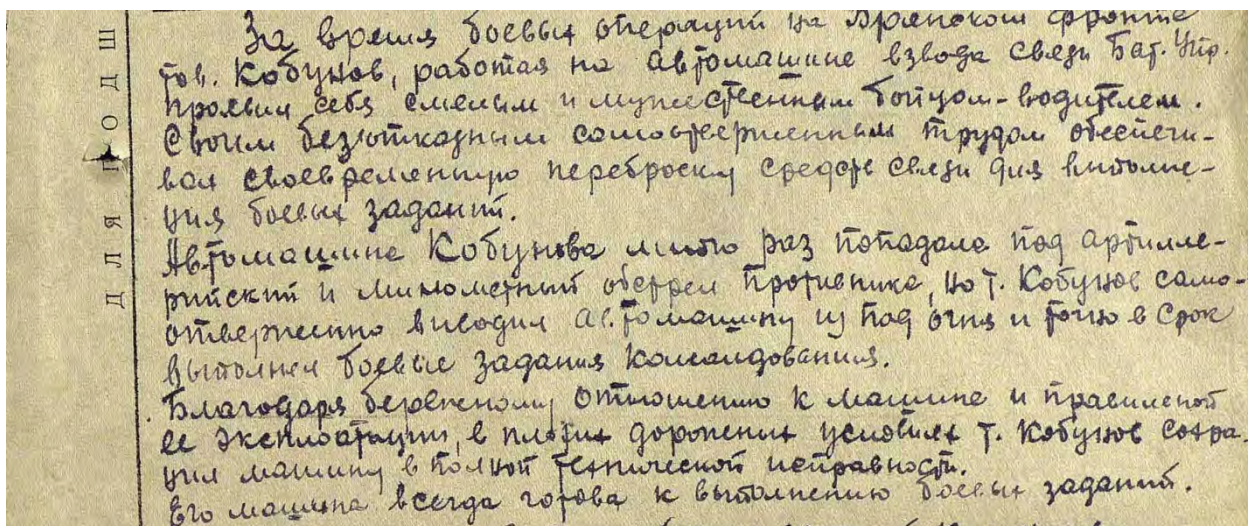 За время боевых операций на Брянском фронте
тов. Кобунов, работая на автомашине взвода связи Бат. Упр.
проявил себя смелым и мужественным бойцом-водителем.
Своим безотказным самоотверженным трудом обеспечи-
вал своевременную переброску средств связи для выполне-
ния боевых заданий.
Автомашина Кобунова много раз попадала под артилле-
рийский и минометный обстрел противника, но т. Кобунов само-
отверженно выводил автомашину из под огня и точно в срок
выполнял боевые задания командования.
Благодаря бережному отношению к машине и правильной
ее эксплоатации, в плохих дорожных условиях т. Кобунов сохра-
нил машину в полной технической исправности.
Его машина всегда готова к выполнению боевых заданий.
ДЛЯ ПОДШ